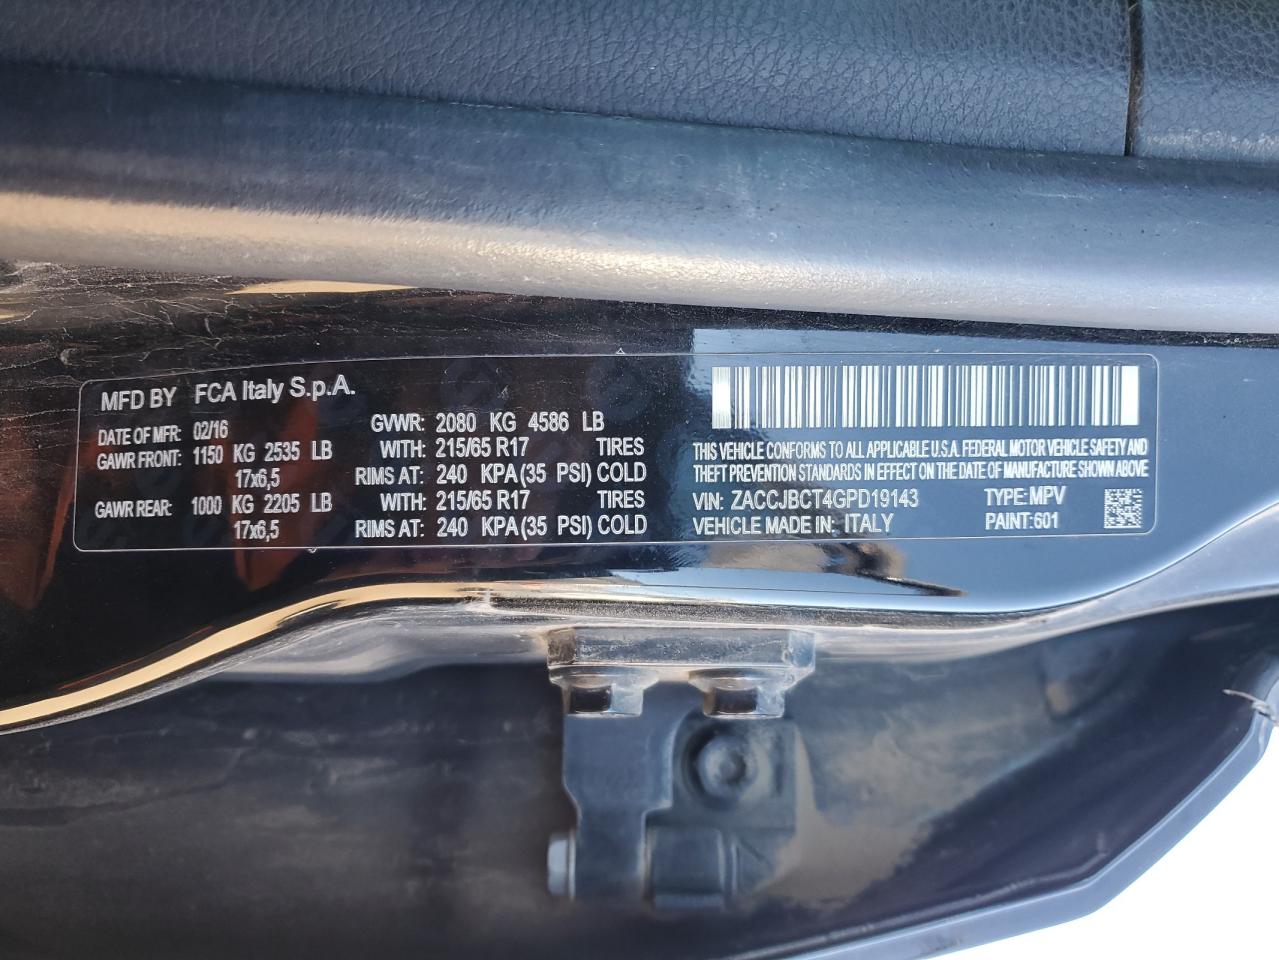 MFD BY FCA Italy S.p.A.
DATE OF MFR: 02/16 GVWR: 2080 KG 4586 LB
GAWR FRONT: 1150 KG 2535 LB WITH: 215/65 R17 TIRES
17x6,5 RIMS AT: 240 KPA(35 PSI) COLD
GAWR REAR: 1000 KG 2205 LB WITH: 215/65 R17 TIRES
17x6,5 RIMS AT: 240 KPA(35 PSI) COLD
THIS VEHICLE CONFORMS TO ALL APPLICABLE U.S.A. FEDERAL MOTOR VEHICLE SAFETY AND
THEFT PREVENTION STANDARDS IN EFFECT ON THE DATE OF MANUFACTURE SHOWN ABOVE
VIN: ZACCJBCT4GPD19143 TYPE: MPV
VEHICLE MADE IN: ITALY PAINT:601